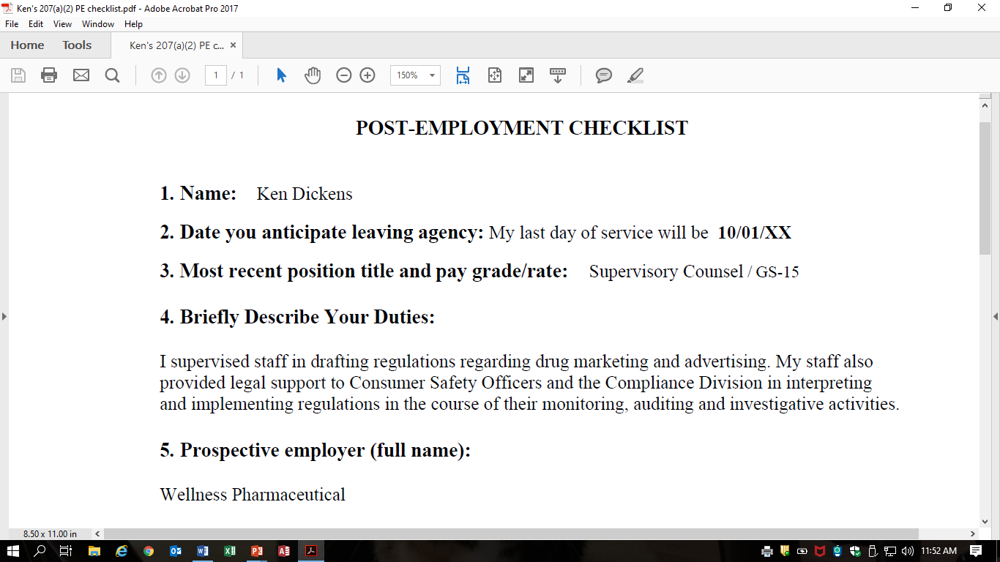 Ken's 207(a)(2) PE checklist.pdf - Adobe Acrobat Pro 2017
File Edit View Window Help
Home Tools Ken's 207(a)(2) PE c... ×
1 / 1 150%
POST-EMPLOYMENT CHECKLIST
1. Name: Ken Dickens
2. Date you anticipate leaving agency: My last day of service will be 10/01/XX
3. Most recent position title and pay grade/rate: Supervisory Counsel / GS-15
4. Briefly Describe Your Duties:
I supervised staff in drafting regulations regarding drug marketing and advertising. My staff also
provided legal support to Consumer Safety Officers and the Compliance Division in interpreting
and implementing regulations in the course of their monitoring, auditing and investigative activities.
5. Prospective employer (full name):
Wellness Pharmaceutical
8.50 x 11.00 in
11:52 AM